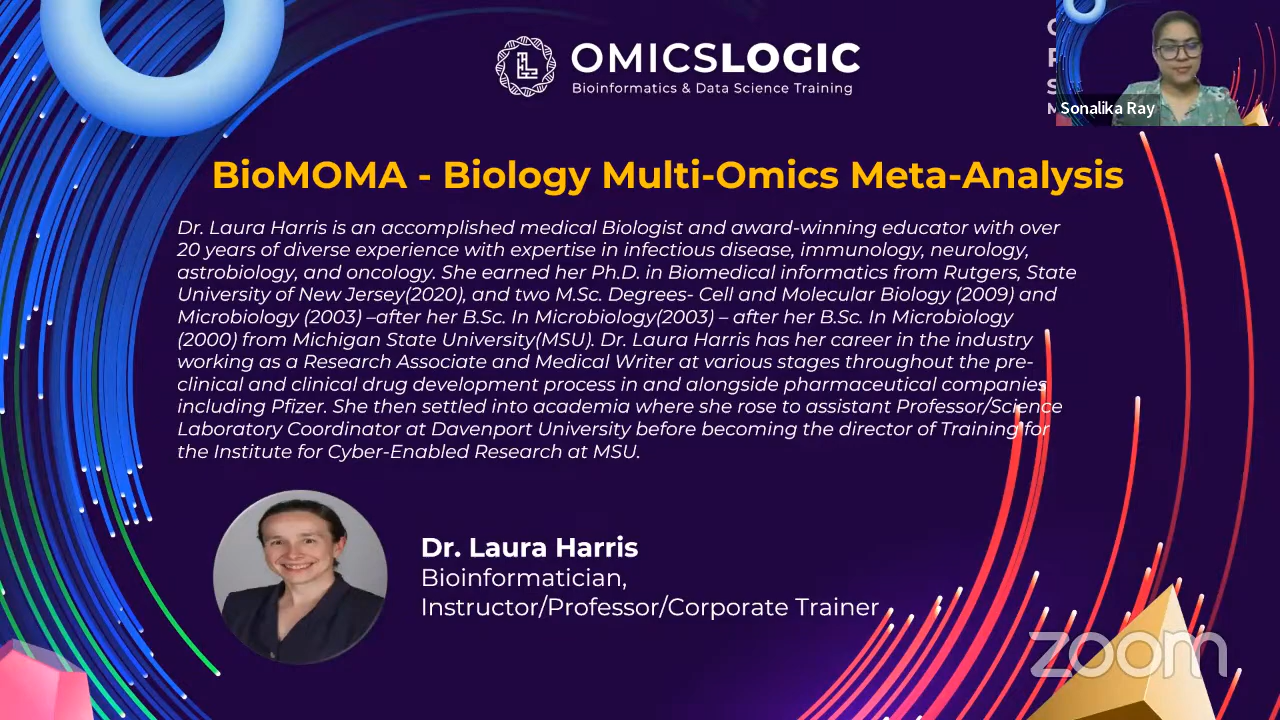 OMICSLOGIC
Bioinformatics & Data Science Training
Sonalika Ray
BioMOMA - Biology Multi-Omics Meta-Analysis
Dr. Laura Harris is an accomplished medical Biologist and award-winning educator with over
20 years of diverse experience with expertise in infectious disease, immunology, neurology,
astrobiology, and oncology. She earned her Ph.D. in Biomedical informatics from Rutgers, State
University of New Jersey(2020), and two M.Sc. Degrees- Cell and Molecular Biology (2009) and
Microbiology (2003) –after her B.Sc. In Microbiology(2003) – after her B.Sc. In Microbiology
(2000) from Michigan State University(MSU). Dr. Laura Harris has her career in the industry
working as a Research Associate and Medical Writer at various stages throughout the pre-
clinical and clinical drug development process in and alongside pharmaceutical companies
including Pfizer. She then settled into academia where she rose to assistant Professor/Science
Laboratory Coordinator at Davenport University before becoming the director of Training for
the Institute for Cyber-Enabled Research at MSU.
Dr. Laura Harris
Bioinformatician,
Instructor/Professor/Corporate Trainer
zoom